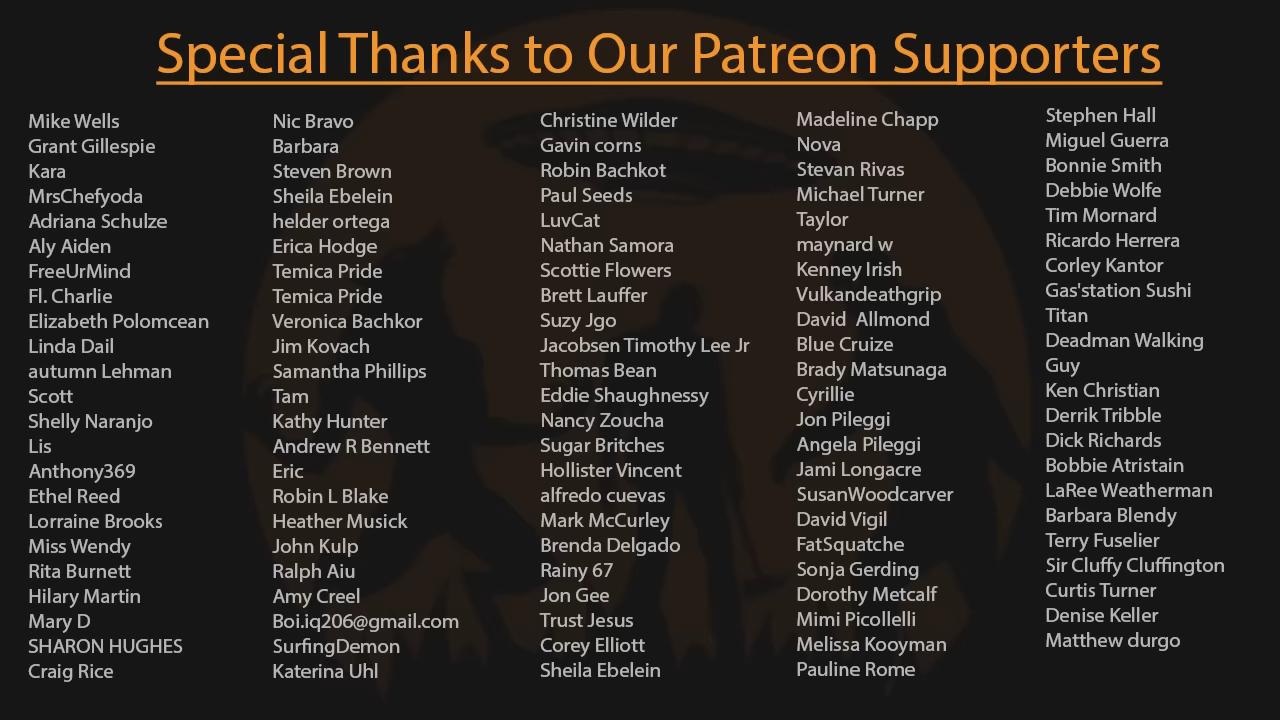 Special Thanks to Our Patreon Supporters
Mike Wells
Grant Gillespie
Kara
MrsChefyoda
Adriana Schulze
Aly Aiden
FreeUrMind
Fl. Charlie
Elizabeth Polomcean
Linda Dail
autumn Lehman
Scott
Shelly Naranjo
Lis
Anthony369
Ethel Reed
Lorraine Brooks
Miss Wendy
Rita Burnett
Hilary Martin
Mary D
SHARON HUGHES
Craig Rice
Nic Bravo
Barbara
Steven Brown
Sheila Ebelein
helder ortega
Erica Hodge
Temica Pride
Temica Pride
Veronica Bachkor
Jim Kovach
Samantha Phillips
Tam
Kathy Hunter
Andrew R Bennett
Eric
Robin L Blake
Heather Musick
John Kulp
Ralph Aiu
Amy Creel
Boi.iq206@gmail.com
SurfingDemon
Katerina Uhl
Christine Wilder
Gavin corns
Robin Bachkot
Paul Seeds
LuvCat
Nathan Samora
Scottie Flowers
Brett Lauffer
Suzy Jgo
Jacobsen Timothy Lee Jr
Thomas Bean
Eddie Shaughnessy
Nancy Zoucha
Sugar Britches
Hollister Vincent
alfredo cuevas
Mark McCurley
Brenda Delgado
Rainy 67
Jon Gee
Trust Jesus
Corey Elliott
Sheila Ebelein
Madeline Chapp
Nova
Stevan Rivas
Michael Turner
Taylor
maynard w
Kenney Irish
Vulkandeathgrip
David  Allmond
Blue Cruize
Brady Matsunaga
Cyrillie
Jon Pileggi
Angela Pileggi
Jami Longacre
SusanWoodcarver
David Vigil
FatSquatche
Sonja Gerding
Dorothy Metcalf
Mimi Picollelli
Melissa Kooyman
Pauline Rome
Stephen Hall
Miguel Guerra
Bonnie Smith
Debbie Wolfe
Tim Mornard
Ricardo Herrera
Corley Kantor
Gas'station Sushi
Titan
Deadman Walking
Guy
Ken Christian
Derrik Tribble
Dick Richards
Bobbie Atristain
LaRee Weatherman
Barbara Blendy
Terry Fuselier
Sir Cluffy Cluffington
Curtis Turner
Denise Keller
Matthew durgo